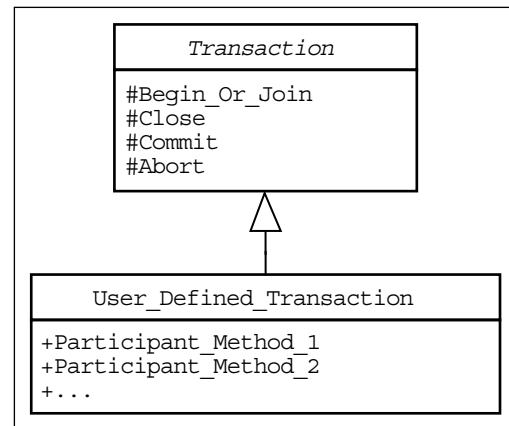 Transaction
#Begin_Or_Join
#Close
#Commit
#Abort
User_Defined_Transaction
+Participant_Method_1
+Participant_Method_2
+...